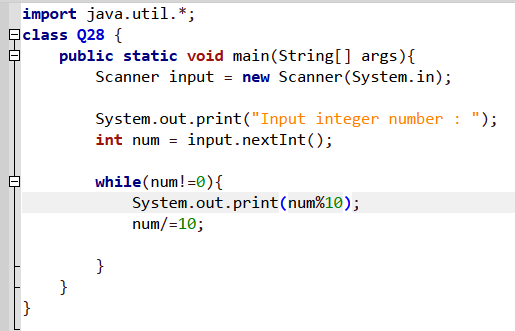 import java.util.*;
class Q28 {
    public static void main(String[] args){
        Scanner input = new Scanner(System.in);

        System.out.print("Input integer number : ");
        int num = input.nextInt();

        while(num!=0){
            System.out.print(num%10);
            num/=10;

        }
    }
}